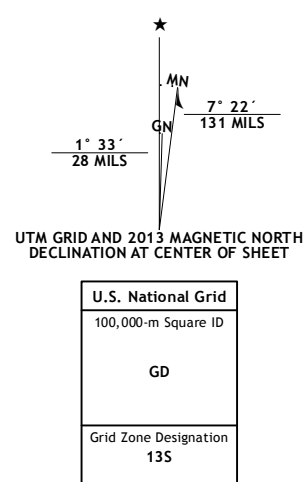 ★
MN
GN
7° 22´
131 MILS
1° 33´
28 MILS
UTM GRID AND 2013 MAGNETIC NORTH
DECLINATION AT CENTER OF SHEET
U.S. National Grid
100,000-m Square ID
GD
Grid Zone Designation
13S